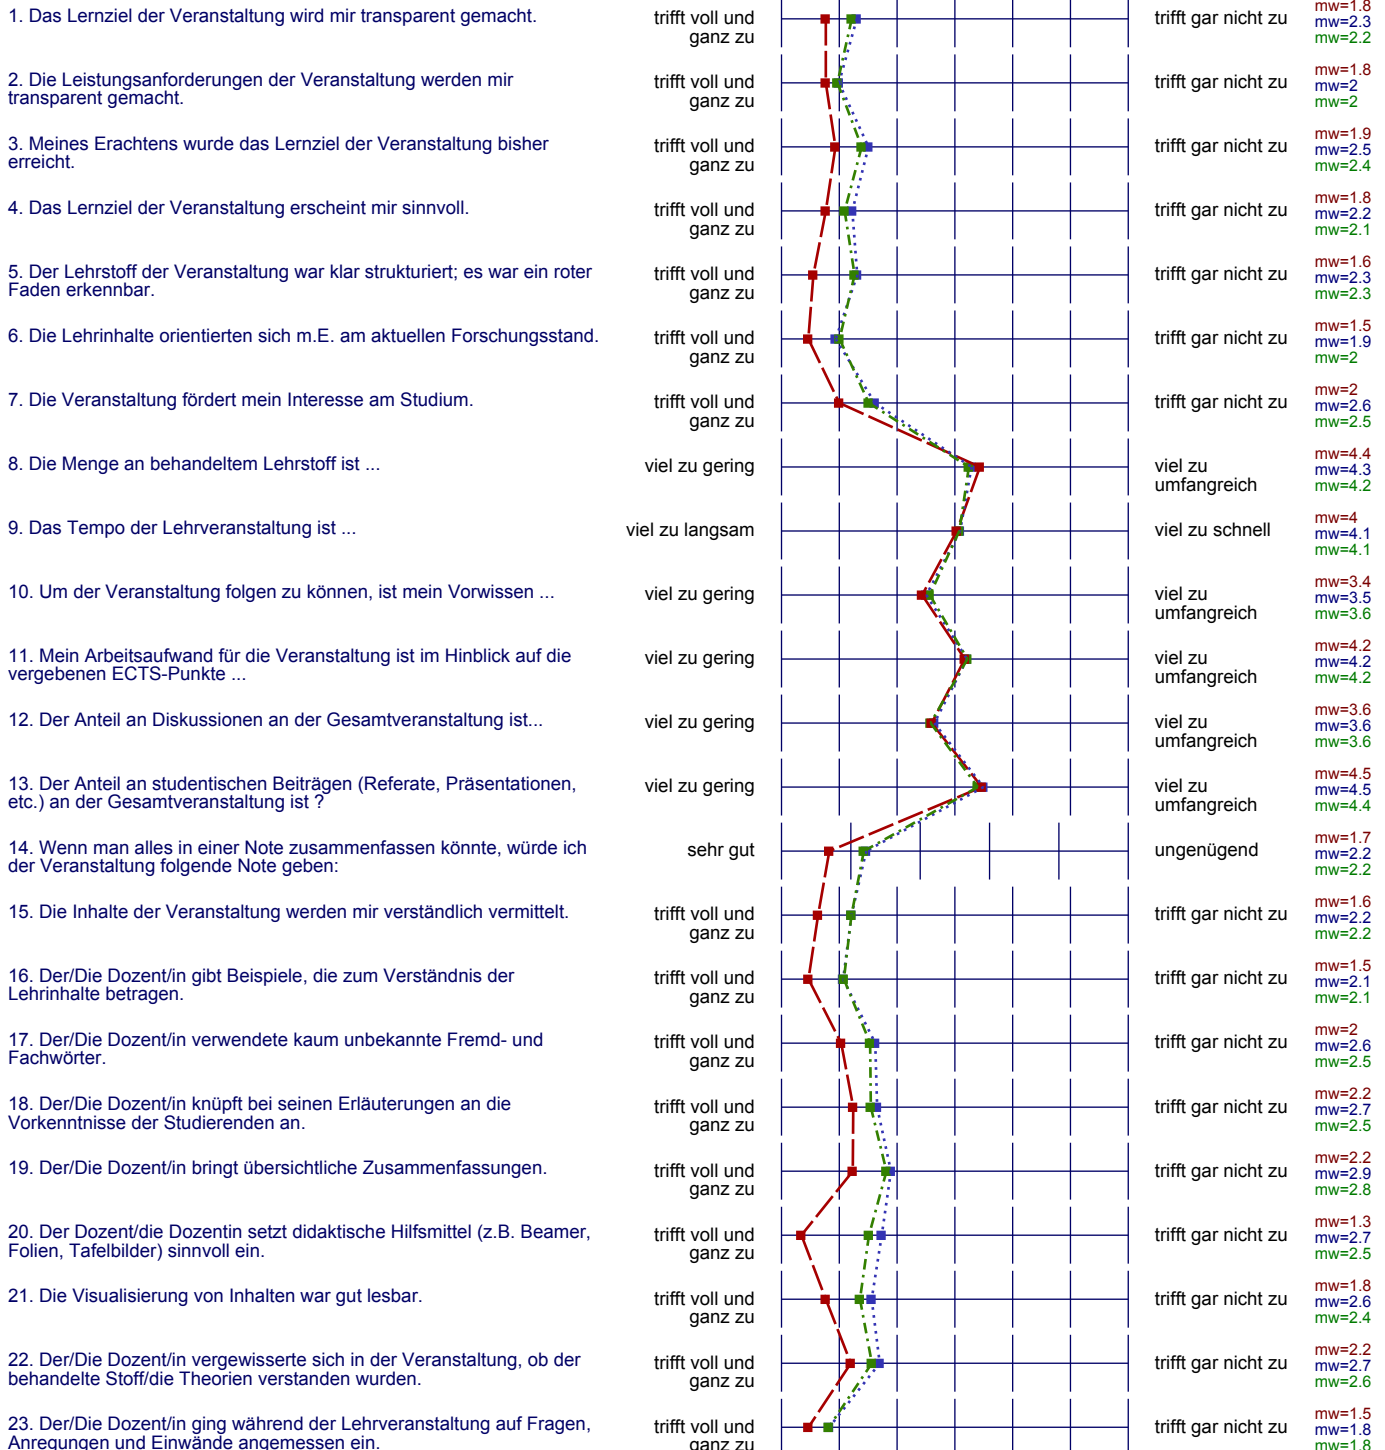 1. Das Lernziel der Veranstaltung wird mir transparent gemacht.
trifft voll und
ganz zu
trifft gar nicht zu
mw=1.8
mw=2.3
mw=2.2
2. Die Leistungsanforderungen der Veranstaltung werden mir
transparent gemacht.
trifft voll und
ganz zu
trifft gar nicht zu
mw=1.8
mw=2
mw=2
3. Meines Erachtens wurde das Lernziel der Veranstaltung bisher
erreicht.
trifft voll und
ganz zu
trifft gar nicht zu
mw=1.9
mw=2.5
mw=2.4
4. Das Lernziel der Veranstaltung erscheint mir sinnvoll.
trifft voll und
ganz zu
trifft gar nicht zu
mw=1.8
mw=2.2
mw=2.1
5. Der Lehrstoff der Veranstaltung war klar strukturiert; es war ein roter
Faden erkennbar.
trifft voll und
ganz zu
trifft gar nicht zu
mw=1.6
mw=2.3
mw=2.3
6. Die Lehrinhalte orientierten sich m.E. am aktuellen Forschungsstand.
trifft voll und
ganz zu
trifft gar nicht zu
mw=1.5
mw=1.9
mw=2
7. Die Veranstaltung fördert mein Interesse am Studium.
trifft voll und
ganz zu
trifft gar nicht zu
mw=2
mw=2.6
mw=2.5
8. Die Menge an behandeltem Lehrstoff ist ...
viel zu gering
viel zu
umfangreich
mw=4.4
mw=4.3
mw=4.2
9. Das Tempo der Lehrveranstaltung ist ...
viel zu langsam
viel zu schnell
mw=4
mw=4.1
mw=4.1
10. Um der Veranstaltung folgen zu können, ist mein Vorwissen ...
viel zu gering
viel zu
umfangreich
mw=3.4
mw=3.5
mw=3.6
11. Mein Arbeitsaufwand für die Veranstaltung ist im Hinblick auf die
vergebenen ECTS-Punkte ...
viel zu gering
viel zu
umfangreich
mw=4.2
mw=4.2
mw=4.2
12. Der Anteil an Diskussionen an der Gesamtveranstaltung ist...
viel zu gering
viel zu
umfangreich
mw=3.6
mw=3.6
mw=3.6
13. Der Anteil an studentischen Beiträgen (Referate, Präsentationen,
etc.) an der Gesamtveranstaltung ist ?
viel zu gering
viel zu
umfangreich
mw=4.5
mw=4.5
mw=4.4
14. Wenn man alles in einer Note zusammenfassen könnte, würde ich
der Veranstaltung folgende Note geben:
sehr gut
ungenügend
mw=1.7
mw=2.2
mw=2.2
15. Die Inhalte der Veranstaltung werden mir verständlich vermittelt.
trifft voll und
ganz zu
trifft gar nicht zu
mw=1.6
mw=2.2
mw=2.2
16. Der/Die Dozent/in gibt Beispiele, die zum Verständnis der
Lehrinhalte betragen.
trifft voll und
ganz zu
trifft gar nicht zu
mw=1.5
mw=2.1
mw=2.1
17. Der/Die Dozent/in verwendete kaum unbekannte Fremd- und
Fachwörter.
trifft voll und
ganz zu
trifft gar nicht zu
mw=2
mw=2.6
mw=2.5
18. Der/Die Dozent/in knüpft bei seinen Erläuterungen an die
Vorkenntnisse der Studierenden an.
trifft voll und
ganz zu
trifft gar nicht zu
mw=2.2
mw=2.7
mw=2.5
19. Der/Die Dozent/in bringt übersichtliche Zusammenfassungen.
trifft voll und
ganz zu
trifft gar nicht zu
mw=2.2
mw=2.9
mw=2.8
20. Der Dozent/die Dozentin setzt didaktische Hilfsmittel (z.B. Beamer,
Folien, Tafelbilder) sinnvoll ein.
trifft voll und
ganz zu
trifft gar nicht zu
mw=1.3
mw=2.7
mw=2.5
21. Die Visualisierung von Inhalten war gut lesbar.
trifft voll und
ganz zu
trifft gar nicht zu
mw=1.8
mw=2.6
mw=2.4
22. Der/Die Dozent/in vergewisserte sich in der Veranstaltung, ob der
behandelte Stoff/die Theorien verstanden wurden.
trifft voll und
ganz zu
trifft gar nicht zu
mw=2.2
mw=2.7
mw=2.6
23. Der/Die Dozent/in ging während der Lehrveranstaltung auf Fragen,
Anregungen und Einwände angemessen ein.
trifft voll und
ganz zu
trifft gar nicht zu
mw=1.5
mw=1.8
mw=1.8